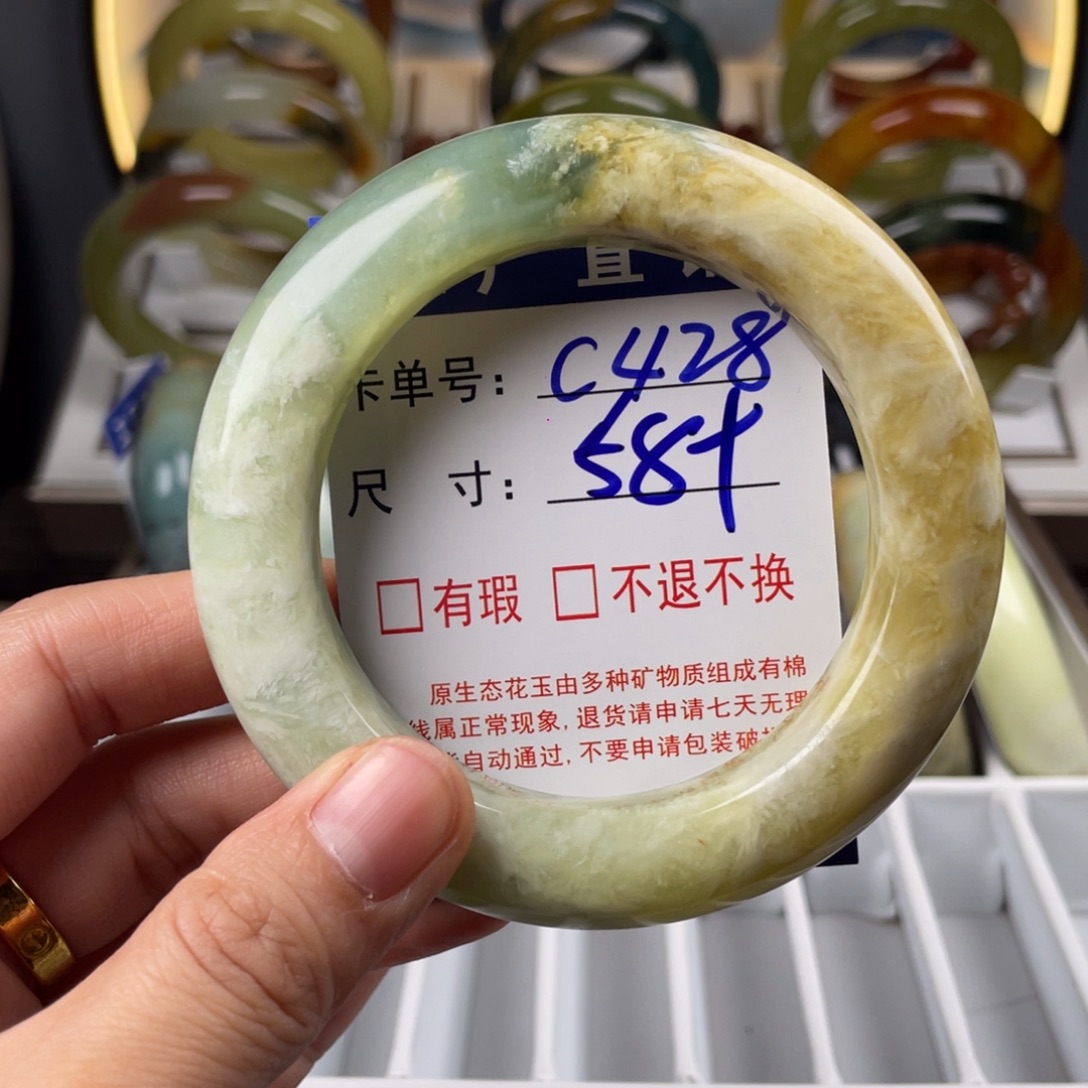 直
卡单号： C428
尺 寸： 58+
□有瑕 □不退不换
原生态花玉由多种矿物质组成有棉
线属正常现象，退货请申请七天无理
自动通过，不要申请包装破